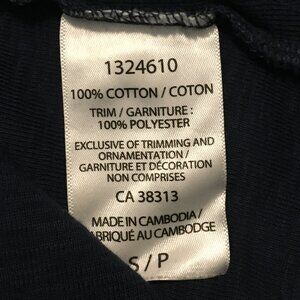 1324610
100% COTTON / COTON
TRIM / GARNITURE :
100% POLYESTER
EXCLUSIVE OF TRIMMING AND
ORNAMENTATION /
GARNITURE ET DÉCORATION
NON COMPRISES
CA 38313
MADE IN CAMBODIA /
FABRIQUÉ AU CAMBODGE
S / P